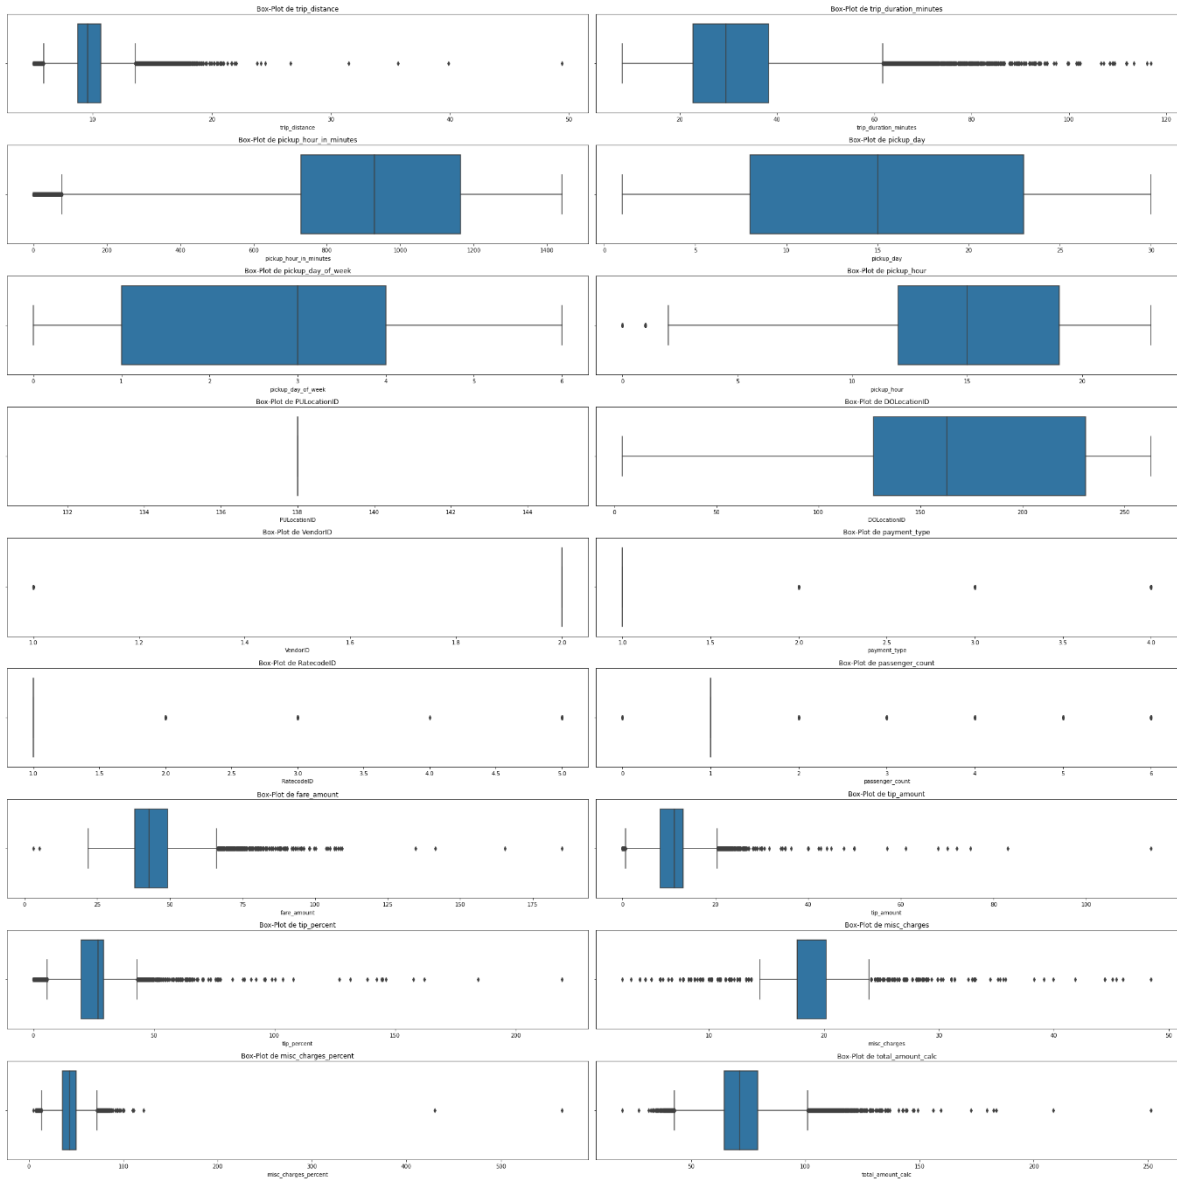 Box-Plot de trip_distance
10 20 30 40 50
trip_distance
Box-Plot de trip_duration_minutes
20 40 60 80 100 120
trip_duration_minutes
Box-Plot de pickup_hour_in_minutes
0 200 400 600 800 1000 1200 1400
pickup_hour_in_minutes
Box-Plot de pickup_day
0 5 10 15 20 25 30
pickup_day
Box-Plot de pickup_day_of_week
0 1 2 3 4 5 6
pickup_day_of_week
Box-Plot de pickup_hour
0 5 10 15 20
pickup_hour
Box-Plot de PULocationID
132 134 136 138 140 142 144
PULocationID
Box-Plot de DOLocationID
0 50 100 150 200 250
DOLocationID
Box-Plot de VendorID
1.0 1.2 1.4 1.6 1.8 2.0
VendorID
Box-Plot de payment_type
1.0 1.5 2.0 2.5 3.0 3.5 4.0
payment_type
Box-Plot de RatecodeID
1.0 1.5 2.0 2.5 3.0 3.5 4.0 4.5 5.0
RatecodeID
Box-Plot de passenger_count
0 1 2 3 4 5 6
passenger_count
Box-Plot de fare_amount
0 25 50 75 100 125 150 175
fare_amount
Box-Plot de tip_amount
0 20 40 60 80 100
tip_amount
Box-Plot de tip_percent
0 50 100 150 200
tip_percent
Box-Plot de misc_charges
10 20 30 40 50
misc_charges
Box-Plot de misc_charges_percent
0 100 200 300 400 500
misc_charges_percent
Box-Plot de total_amount_calc
50 100 150 200 250
total_amount_calc